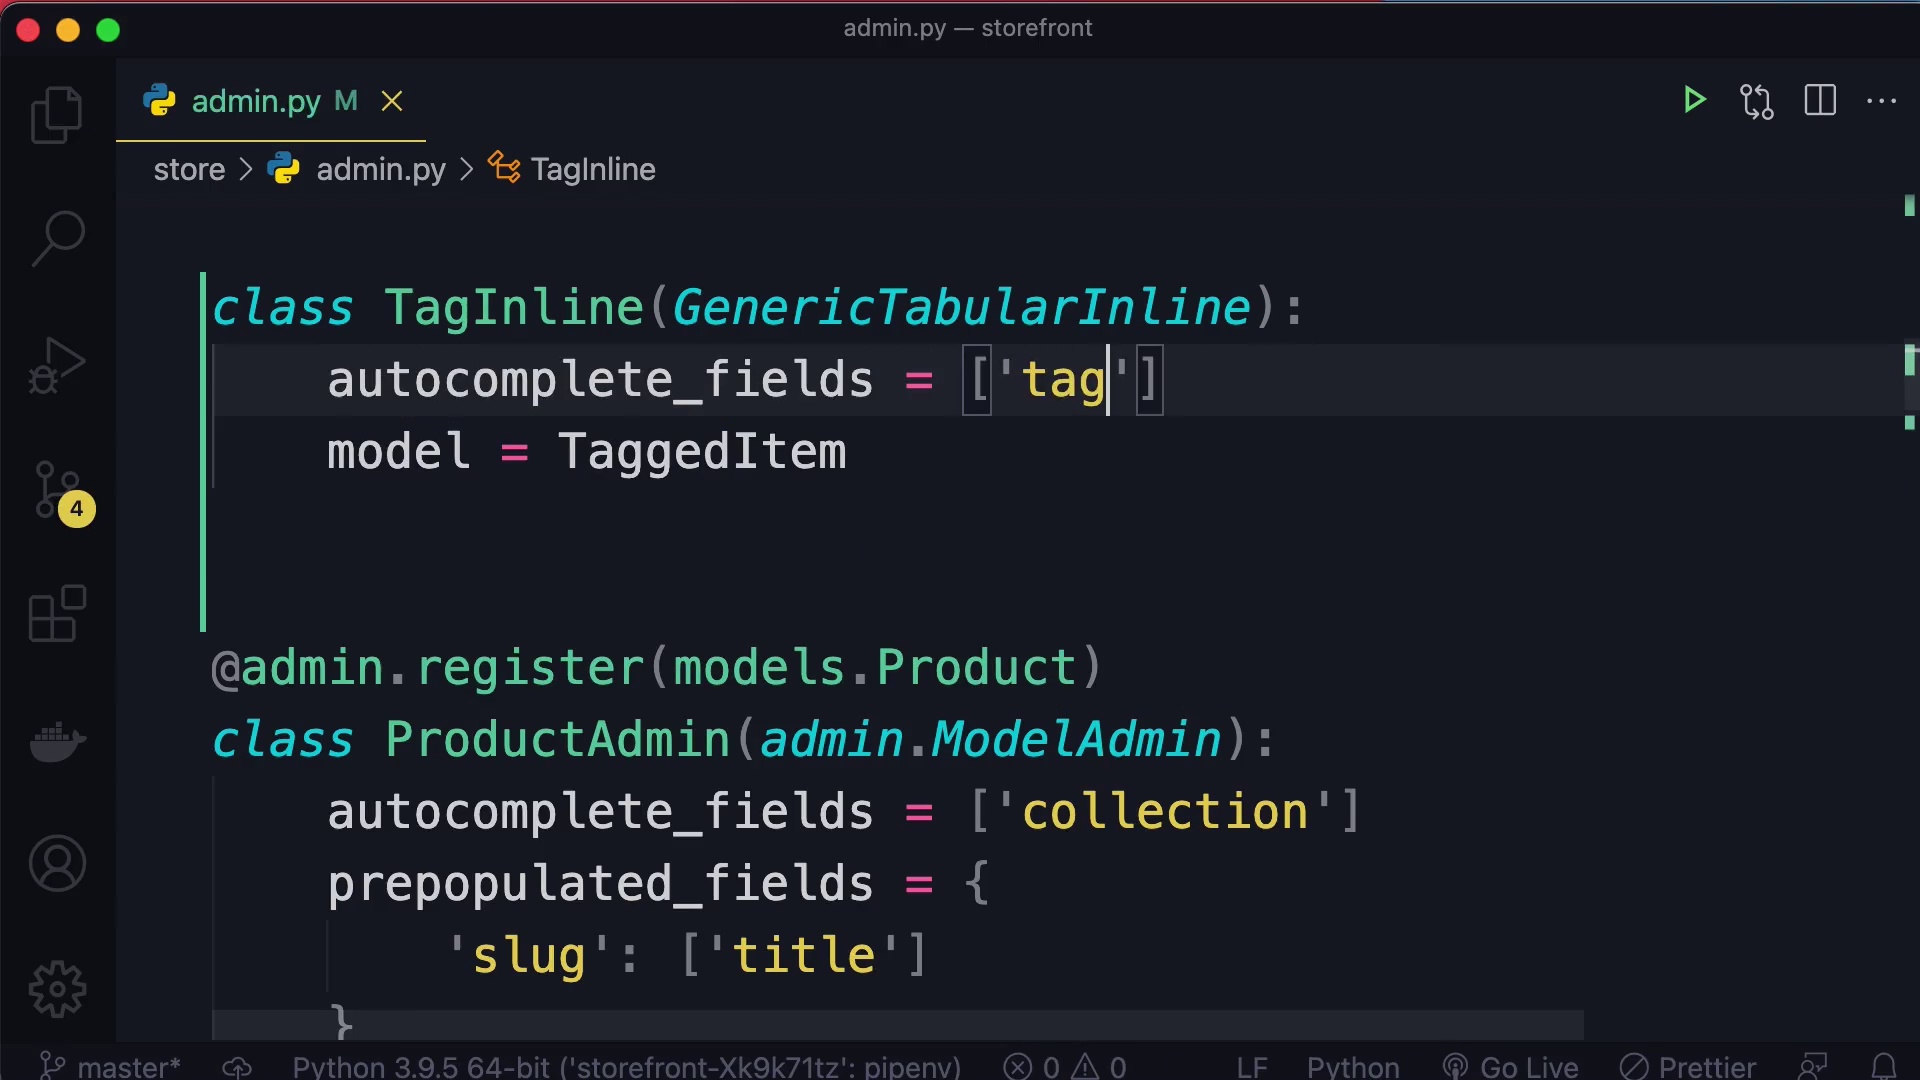 admin.py — storefront
admin.py M
store > admin.py > TagInline
class TagInline(GenericTabularInline):
autocomplete_fields = ['tag']
model = TaggedItem
@admin.register(models.Product)
class ProductAdmin(admin.ModelAdmin):
autocomplete_fields = ['collection']
prepopulated_fields = {
'slug': ['title']
}
4
master* Python 3.9.5 64-bit ('storefront-Xk9k71tz': pipenv) 0 0 LF Python Go Live Prettier